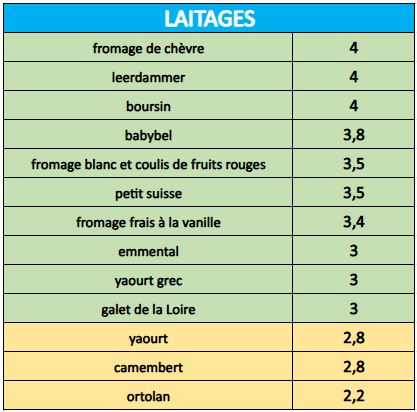 LAITAGES
fromage de chèvre 4
leerdammer 4
boursin 4
babybel 3,8
fromage blanc et coulis de fruits rouges 3,5
petit suisse 3,5
fromage frais à la vanille 3,4
emmental 3
yaourt grec 3
galet de la Loire 3
yaourt 2,8
camembert 2,8
ortolan 2,2